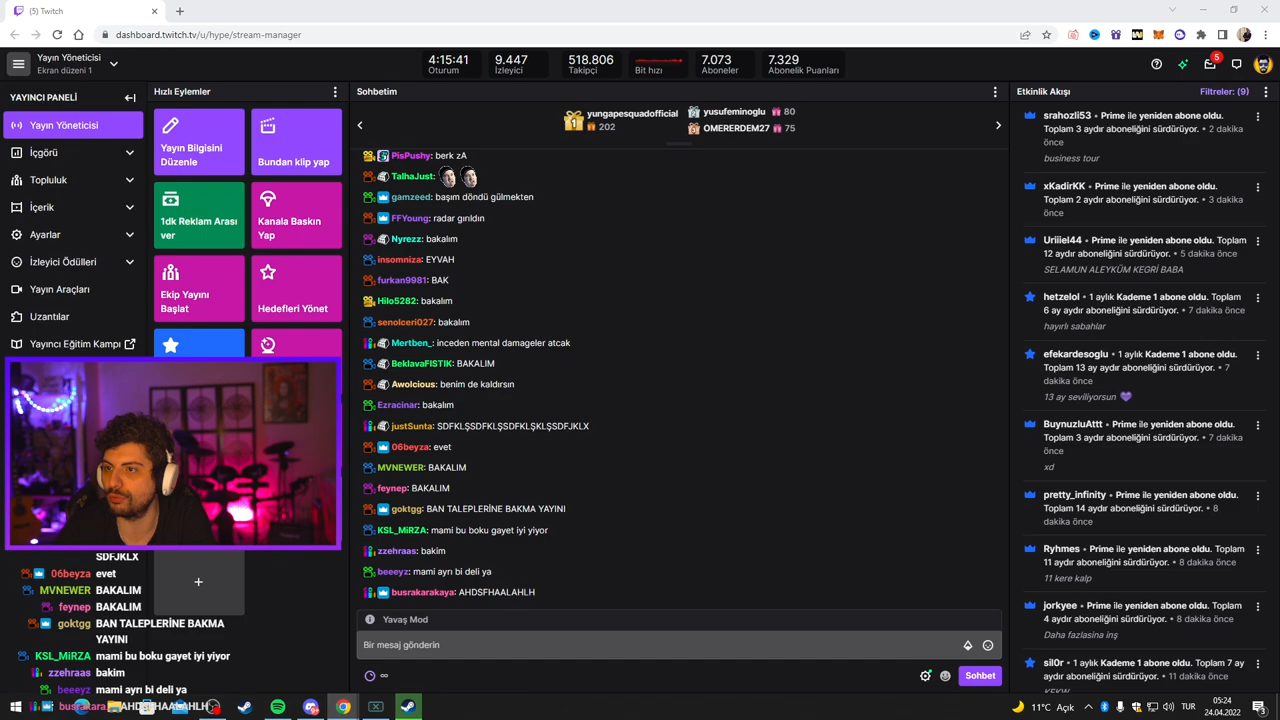 (5) Twitch
dashboard.twitch.tv/u/hype/stream-manager
Yayın Yöneticisi
Ekran düzeni 1
4:15:41
Oturum
9.447
İzleyici
518.806
Takipçi
Bit hızı
7.073
Aboneler
7.329
Abonelik Puanları
5
YAYINCI PANELİ
Yayın Yöneticisi
İçgörü
Topluluk
İçerik
Ayarlar
İzleyici Ödülleri
Yayın Araçları
Uzantılar
Yayıncı Eğitim Kampı
Hızlı Eylemler
Yayın Bilgisini
Düzenle
Bundan klip yap
1dk Reklam Arası
ver
Kanala Baskın
Yap
Ekip Yayını
Başlat
Hedefleri Yönet
SDFJKLX
06beyza evet
MVNEWER BAKALIM
feynep BAKALIM
goktgg BAN TALEPLERİNE BAKMA
YAYINI
KSL_MiRZA mami bu boku gayet iyi yiyor
zzehraas bakim
beeeyz mami ayrı bi deli ya
busrakara AHDSFHAALAHLH
Sohbetim
1
yungapesquadofficial
202
2
yusufeminoglu 80
3
OMERERDEM27 75
PisPushy: berk zA
TalhaJust:
gamzeed: başım döndü gülmekten
FFYoung: radar gırıldın
Nyrezz: bakalım
insomniza: EYVAH
furkan9981: BAK
Hilo5282: bakalım
senolceri027: bakalım
Mertben_: inceden mental damageler atcak
BeklavaFISTIK: BAKALIM
Awolcious: benim de kaldırsın
Ezracinar: bakalım
justSunta: SDFKLŞSDFKLŞSDFKLŞKLŞSDFJKLX
06beyza: evet
MVNEWER: BAKALIM
feynep: BAKALIM
goktgg: BAN TALEPLERİNE BAKMA YAYINI
KSL_MiRZA: mami bu boku gayet iyi yiyor
zzehraas: bakim
beeeyz: mami ayrı bi deli ya
busrakarakaya: AHDSFHAALAHLH
Yavaş Mod
Bir mesaj gönderin
∞
Sohbet
Etkinlik Akışı
Filtreler: (9)
srahozli53 • Prime ile yeniden abone oldu.
Toplam 3 aydır aboneliğini sürdürüyor. • 2 dakika
önce
business tour
xKadirKK • Prime ile yeniden abone oldu.
Toplam 2 aydır aboneliğini sürdürüyor. • 3 dakika
önce
Uriiiel44 • Prime ile yeniden abone oldu. Toplam
12 aydır aboneliğini sürdürüyor. • 5 dakika önce
SELAMUN ALEYKÜM KEGRİ BABA
hetzelol • 1 aylık Kademe 1 abone oldu. Toplam
6 ay aydır aboneliğini sürdürüyor. • 7 dakika önce
hayırlı sabahlar
efekardesoglu • 1 aylık Kademe 1 abone oldu.
Toplam 13 ay aydır aboneliğini sürdürüyor. • 7
dakika önce
13 ay seviliyorsun 💜
BuynuzluAttt • Prime ile yeniden abone oldu.
Toplam 3 aydır aboneliğini sürdürüyor. • 7 dakika
önce
xd
pretty_infinity • Prime ile yeniden abone oldu.
Toplam 14 aydır aboneliğini sürdürüyor. • 8
dakika önce
Ryhmes • Prime ile yeniden abone oldu. Toplam
11 aydır aboneliğini sürdürüyor. • 8 dakika önce
11 kere kalp
jorkyee • Prime ile yeniden abone oldu. Toplam
4 aydır aboneliğini sürdürüyor. • 8 dakika önce
Daha fazlasina inş
sil0r • 1 aylık Kademe 1 abone oldu. Toplam 7 ay
aydır aboneliğini sürdürüyor. • 11 dakika önce
KEKW
11°C Açık
TUR
05:24
24.04.2022
3